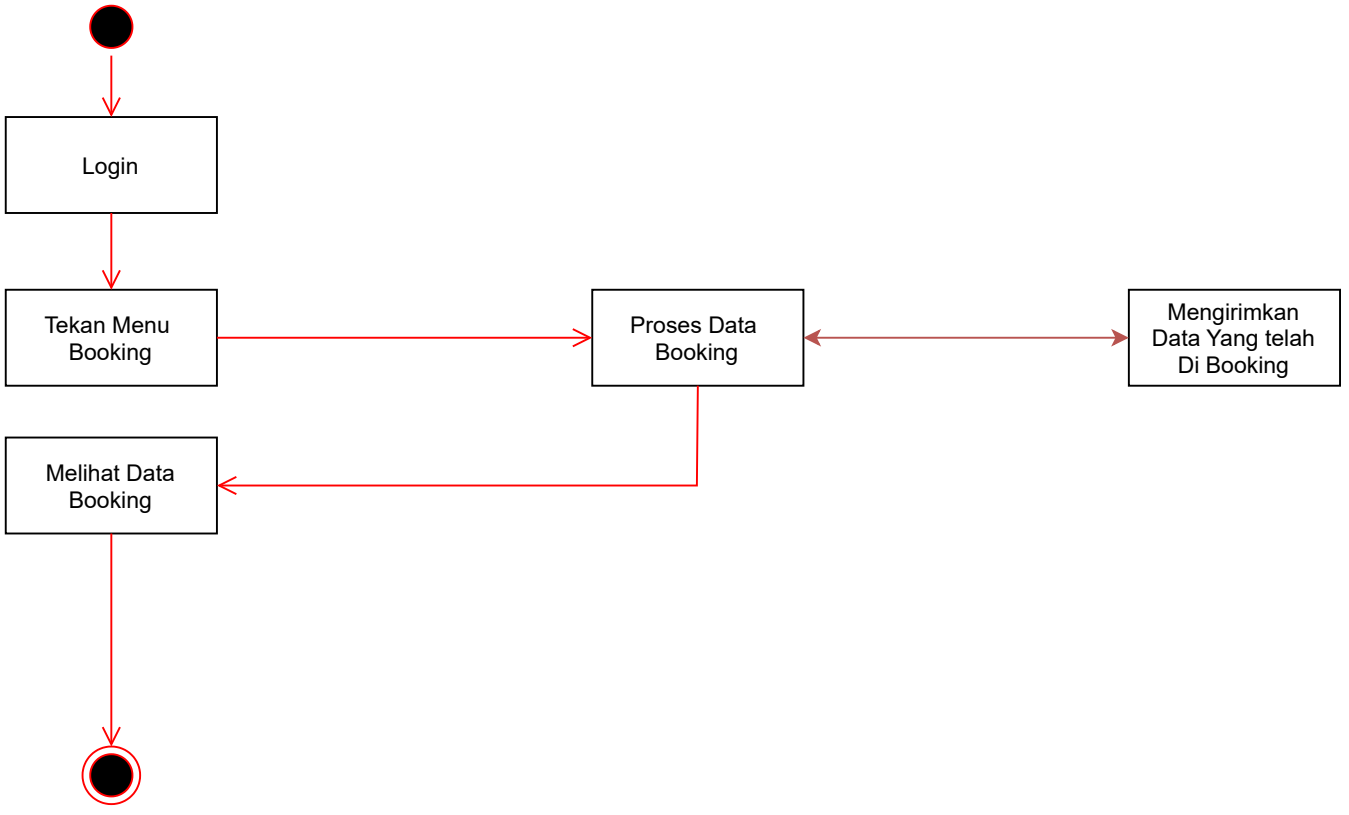 Login
Tekan Menu
Booking
Proses Data
Booking
Mengirimkan
Data Yang telah
Di Booking
Melihat Data
Booking